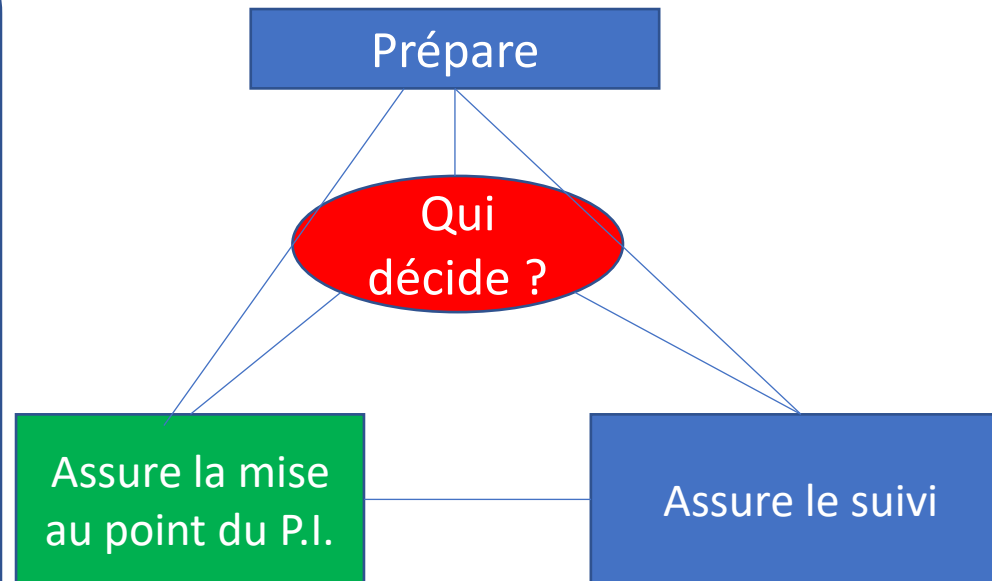 Prépare
Qui
décide ?
Assure la mise
au point du P.I.
Assure le suivi